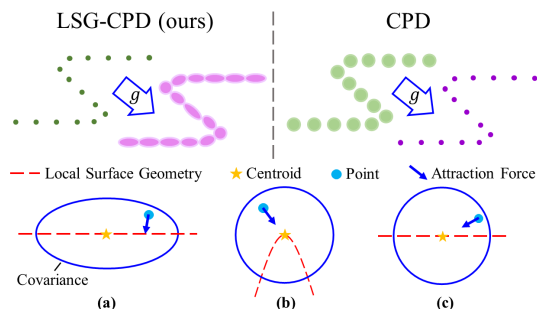 LSG-CPD (ours)
CPD
g
g
Local Surface Geometry
Centroid
Point
Attraction Force
Covariance
(a)
(b)
(c)